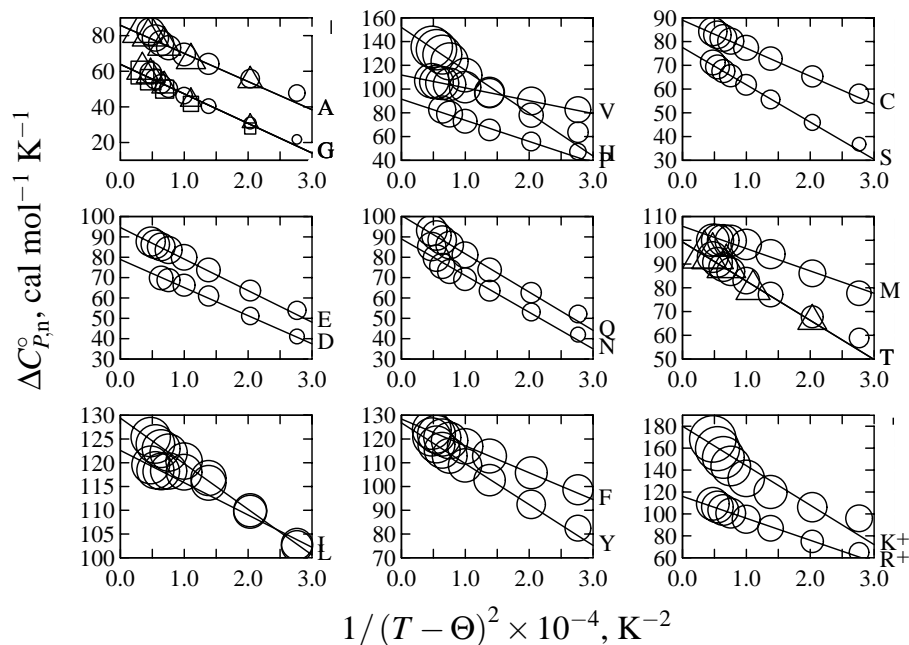 ΔC°P,n, cal mol−1 K−1
80
60
40
20
0.0 1.0 2.0 3.0
A
G
160
140
120
100
80
60
40
0.0 1.0 2.0 3.0
V
H
P
90
80
70
60
50
40
30
0.0 1.0 2.0 3.0
C
S
100
90
80
70
60
50
40
30
0.0 1.0 2.0 3.0
E
D
100
90
80
70
60
50
40
30
0.0 1.0 2.0 3.0
Q
N
110
100
90
80
70
60
50
0.0 1.0 2.0 3.0
M
T
130
125
120
115
110
105
100
0.0 1.0 2.0 3.0
I
L
130
120
110
100
90
80
70
0.0 1.0 2.0 3.0
F
Y
180
160
140
120
100
80
60
0.0 1.0 2.0 3.0
K+
R+
1/(T − Θ)2 × 10−4, K−2